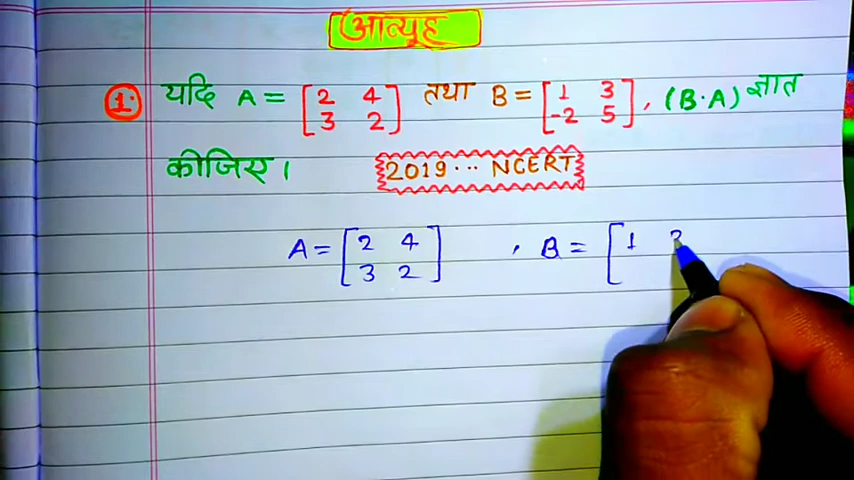 आव्यूह
1. यदि A = [2 4 तथा B = [1 3 , (B·A) ज्ञात
3 2] -2 5]
कीजिए। 2019... NCERT
A = [2 4 , B = [1 3
3 2]